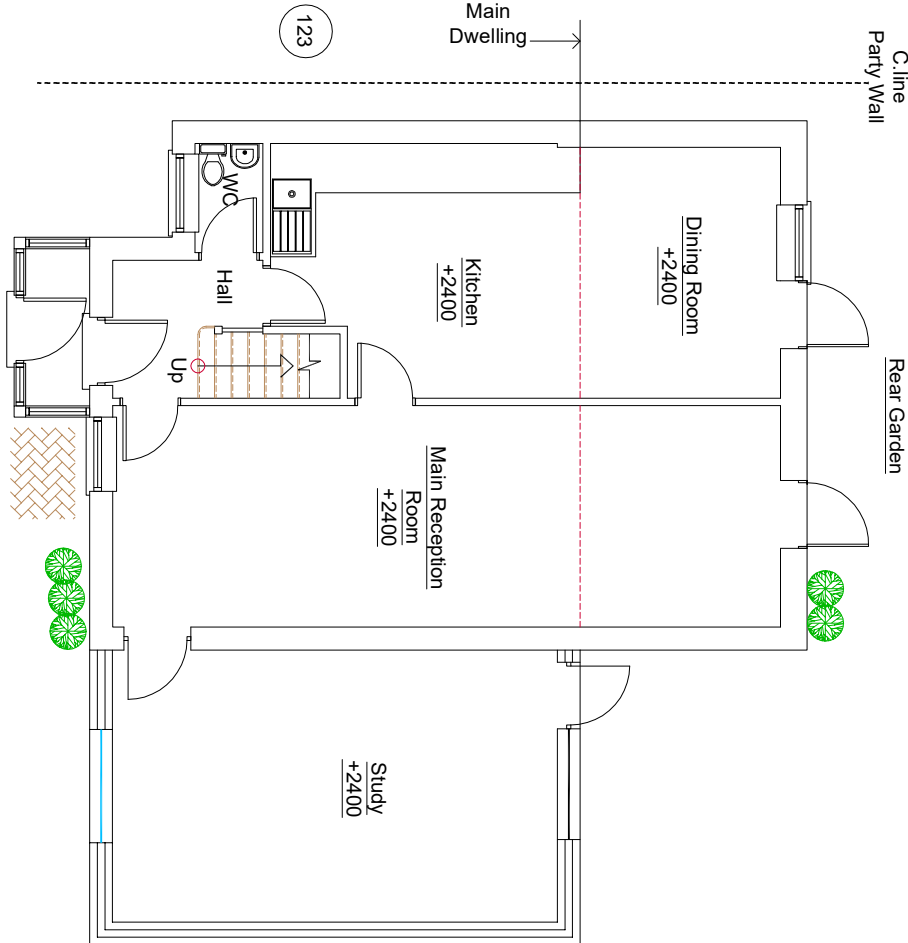 Main
Dwelling
123
C.line
Party Wall
WC
Hall
Up
Kitchen
+2400
Dining Room
+2400
Rear Garden
Main Reception
Room
+2400
Study
+2400